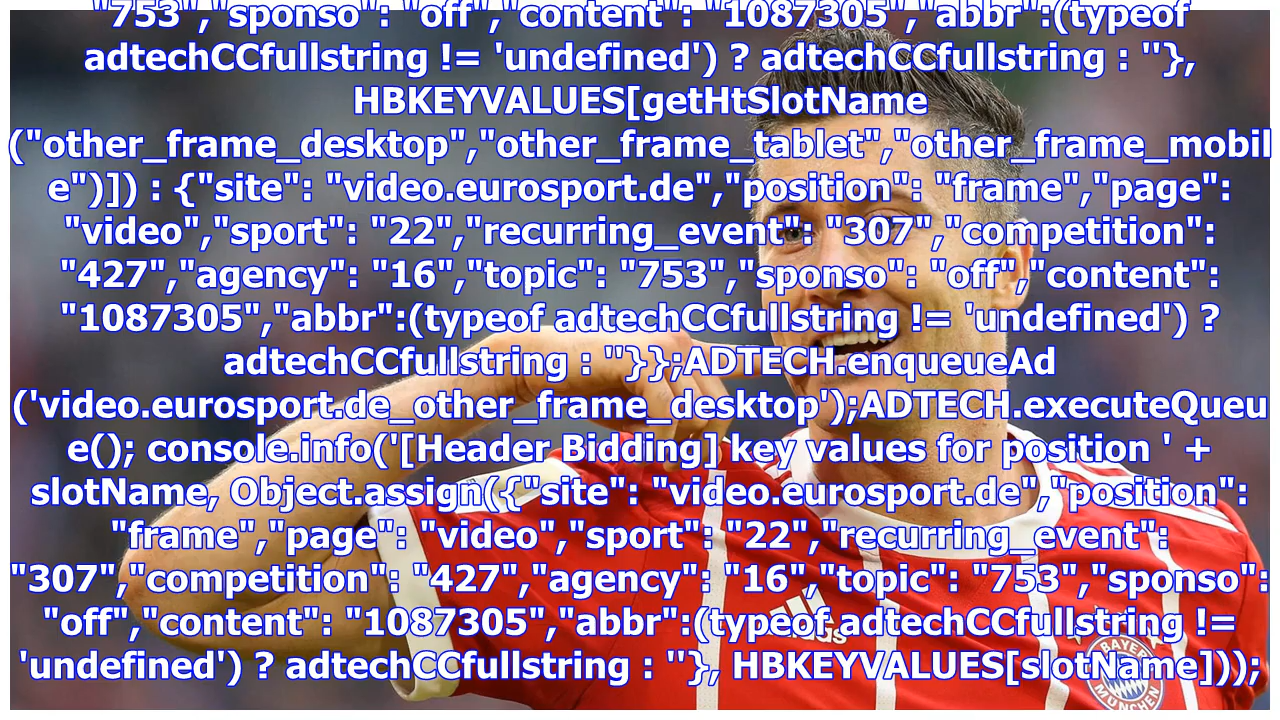 "753","sponso": "off","content": "1087305","abbr":(typeof
adtechCCfullstring != 'undefined') ? adtechCCfullstring : ''},
HBKEYVALUES[getHtSlotName
("other_frame_desktop","other_frame_tablet","other_frame_mobil
e")]) : {"site": "video.eurosport.de","position": "frame","page":
"video","sport": "22","recurring_event": "307","competition":
"427","agency": "16","topic": "753","sponso": "off","content":
"1087305","abbr":(typeof adtechCCfullstring != 'undefined') ?
adtechCCfullstring : ''}};ADTECH.enqueueAd
('video.eurosport.de_other_frame_desktop');ADTECH.executeQueu
e(); console.info('[Header Bidding] key values for position ' +
slotName, Object.assign({"site": "video.eurosport.de","position":
"frame","page": "video","sport": "22","recurring_event":
"307","competition": "427","agency": "16","topic": "753","sponso":
"off","content": "1087305","abbr":(typeof adtechCCfullstring !=
'undefined') ? adtechCCfullstring : ''}, HBKEYVALUES[slotName]));
adidas
BAYERN
MÜNCHEN